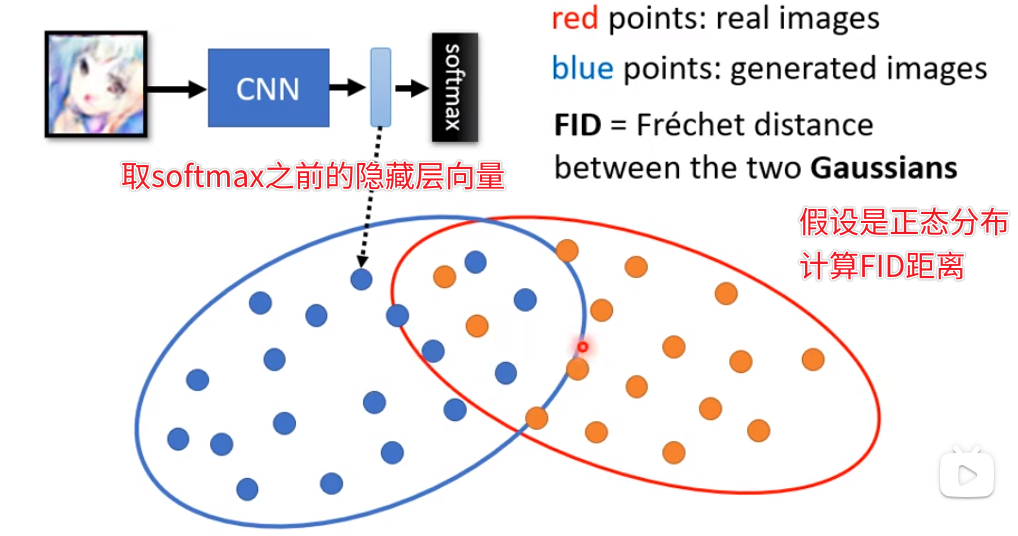 red points: real images
CNN
softmax
blue points: generated images
FID = Fréchet distance
between the two Gaussians
取softmax之前的隐藏层向量
假设是正态分布
计算FID距离